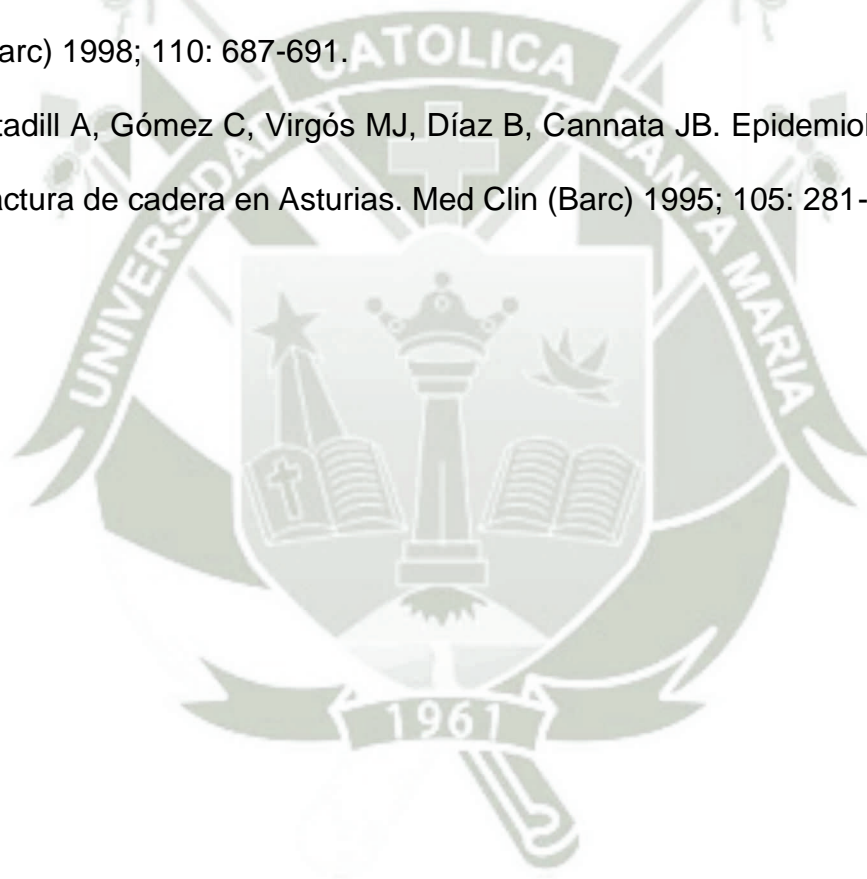 arc) 1998; 110: 687-691.
tadill A, Gómez C, Virgós MJ, Díaz B, Cannata JB. Epidemiol
actura de cadera en Asturias. Med Clin (Barc) 1995; 105: 281-
UNIVERSIDAD CATOLICA SANTA MARIA
1961